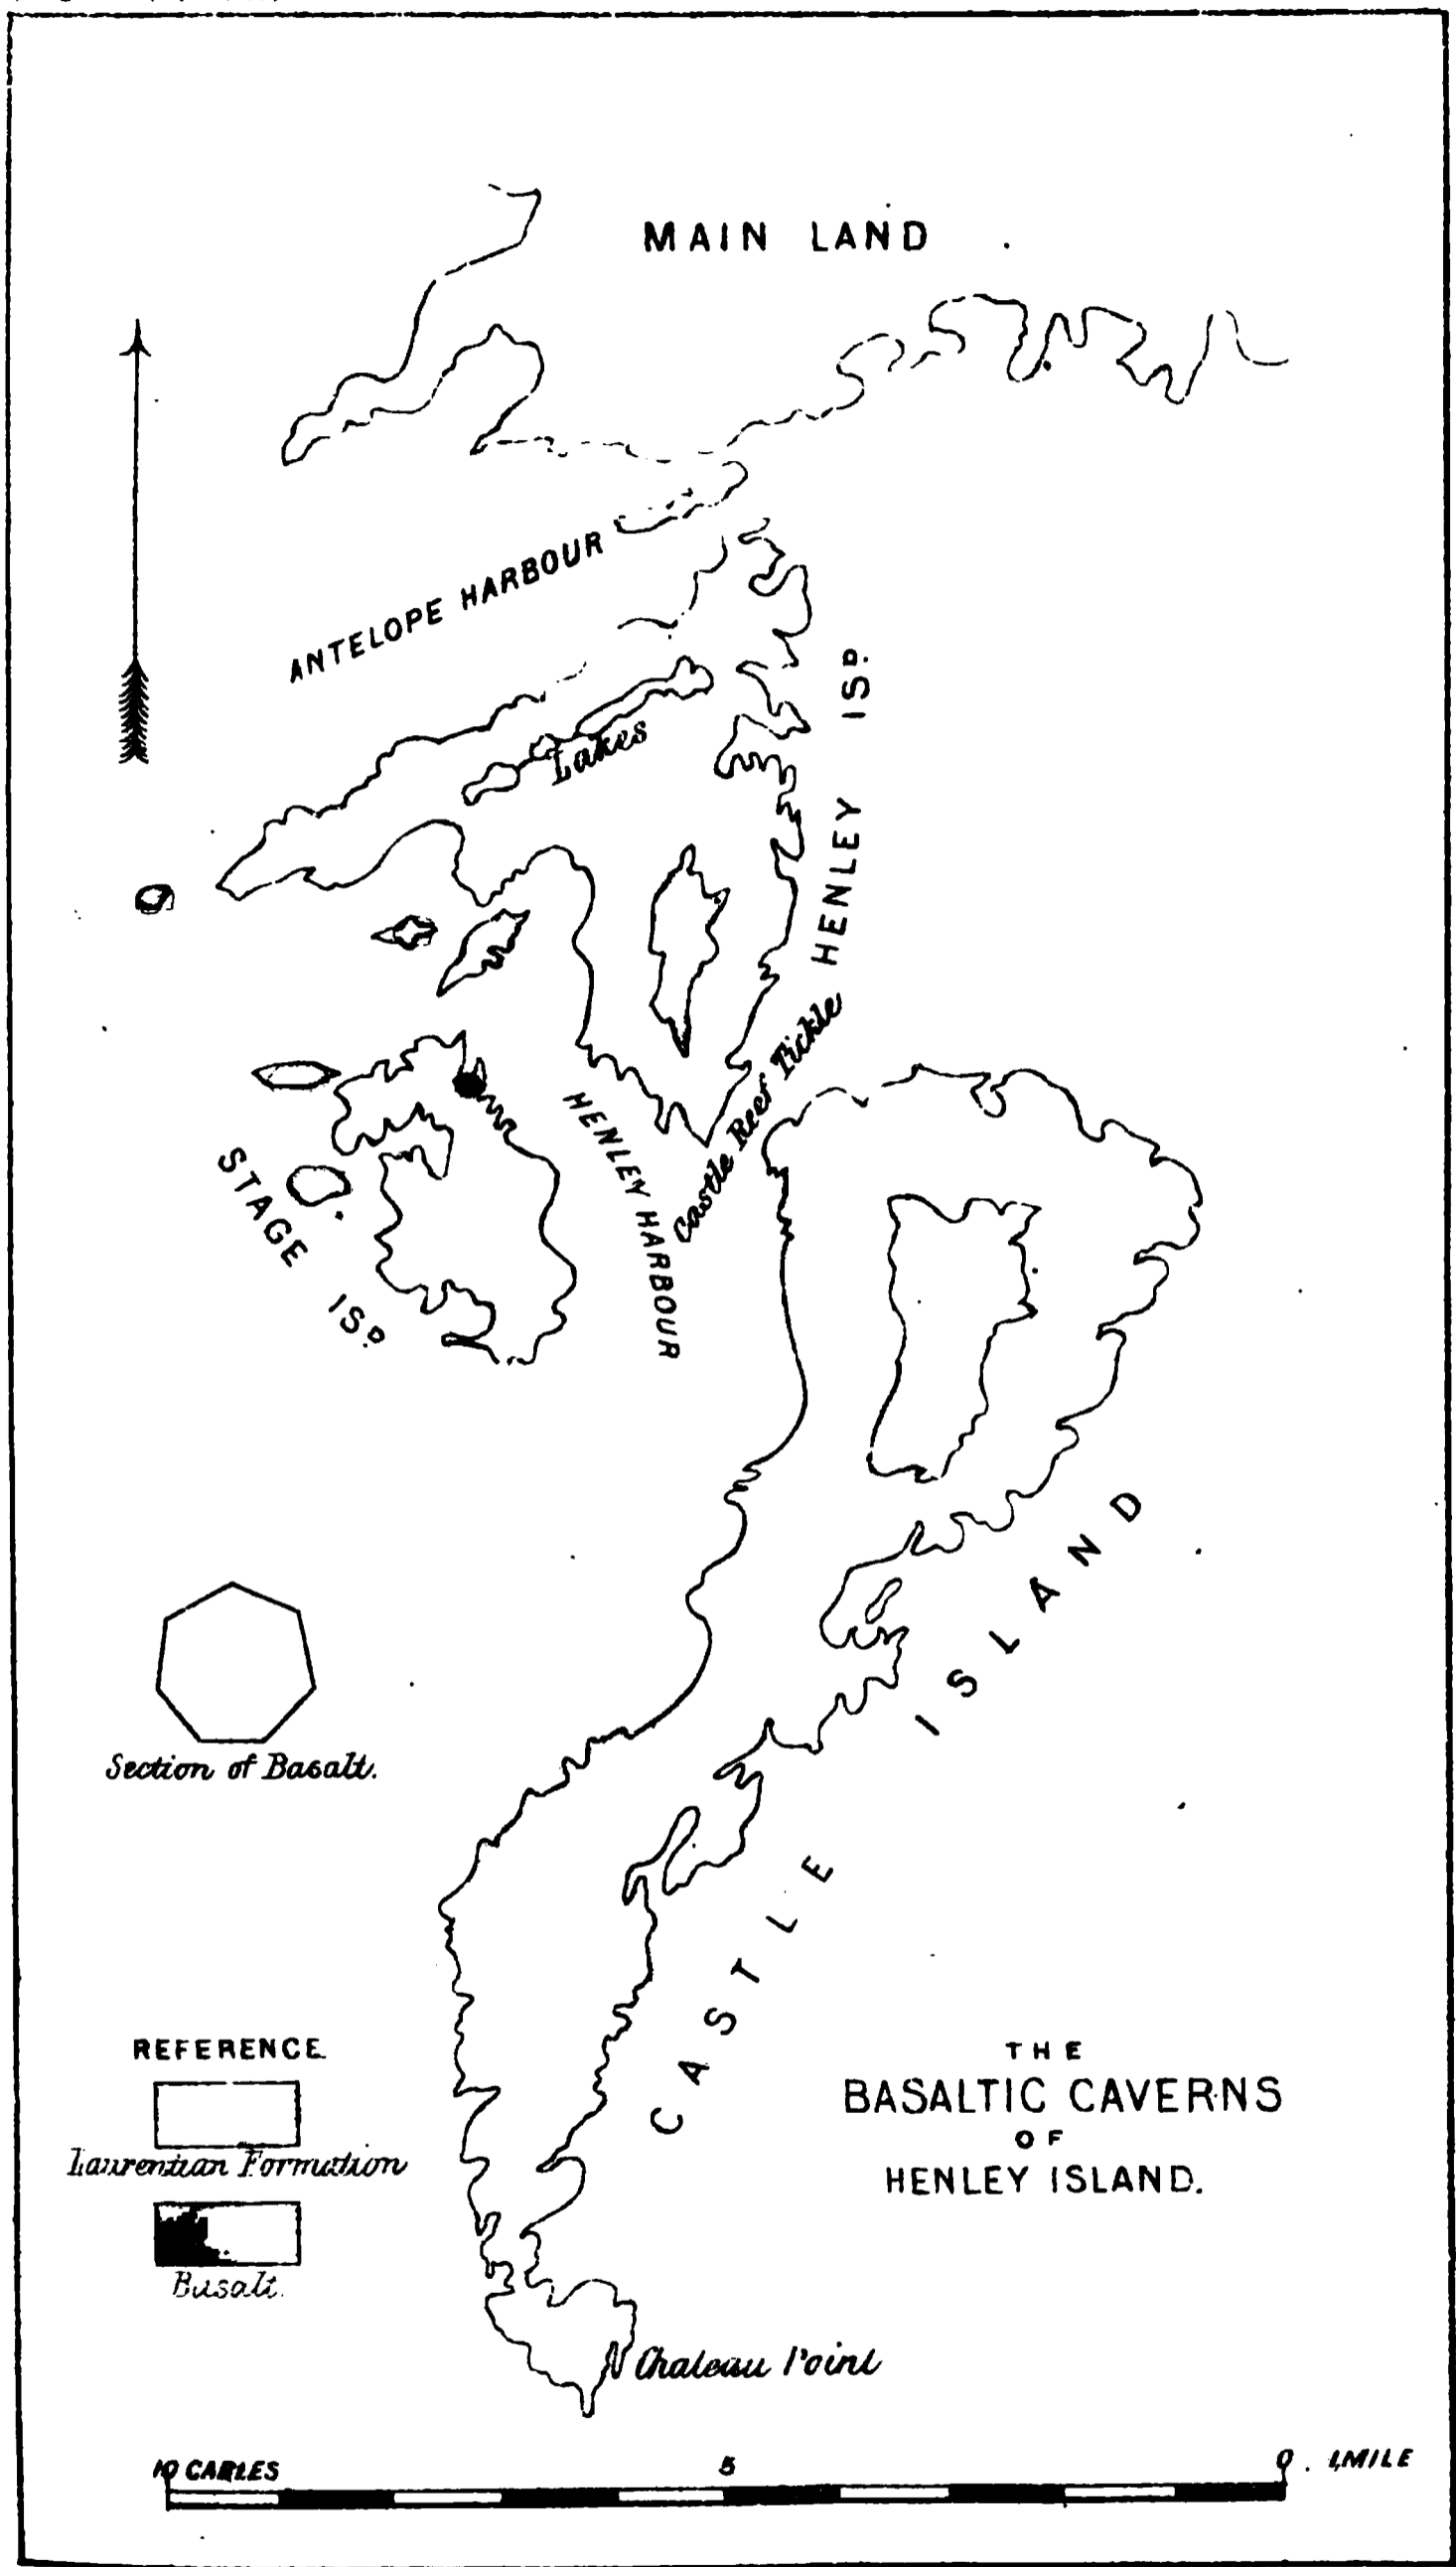 MAIN LAND
ANTELOPE HARBOUR
Lakes
HENLEY ISD.
Castle Reef Tickle
HENLEY HARBOUR
STAGE ISD.
CASTLE ISLAND
Section of Basalt.
REFERENCE
Laurentian Formation
Basalt.
THE
BASALTIC CAVERNS
OF
HENLEY ISLAND.
Chateau Point
10 CABLES 5 0. 1,MILE